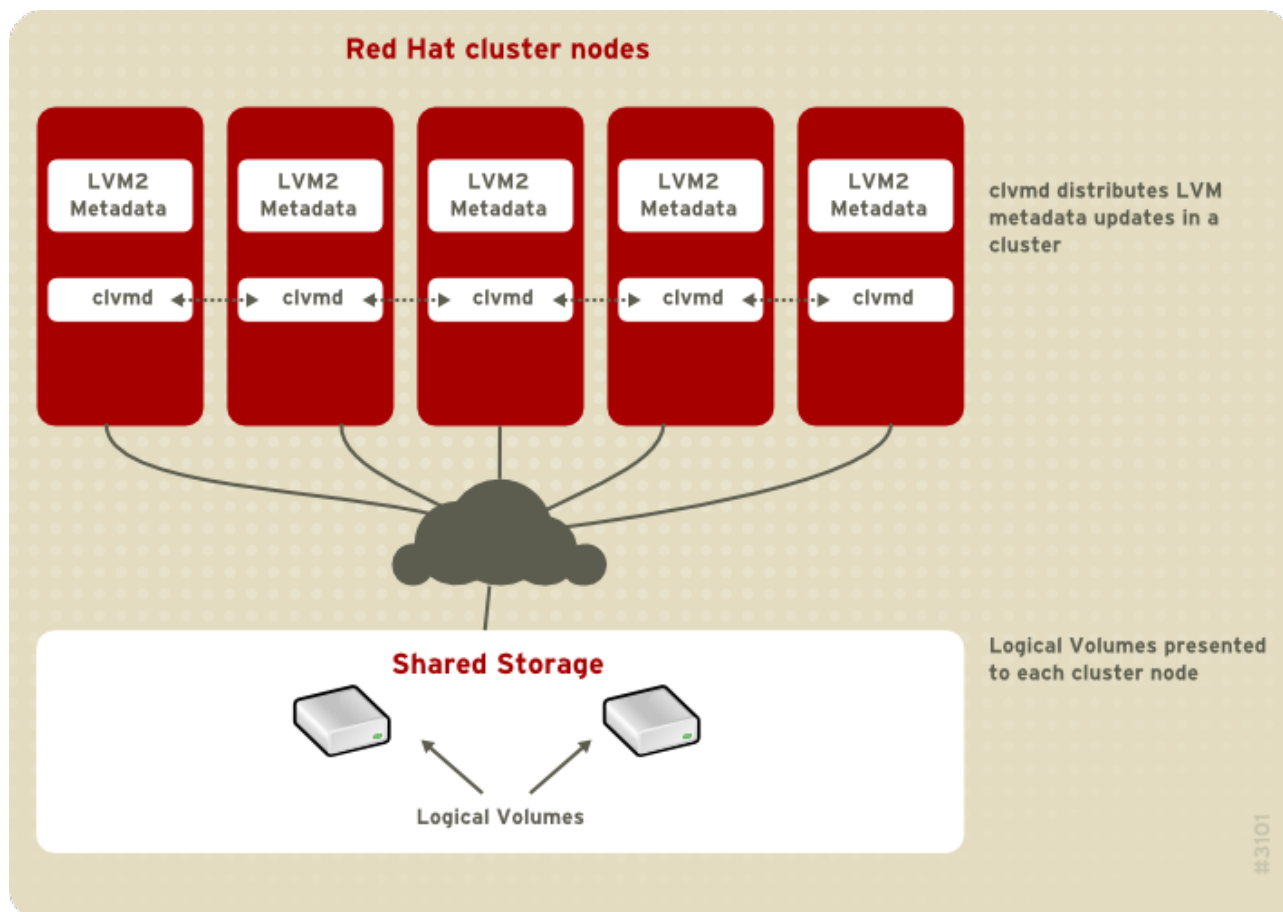 Red Hat cluster nodes
LVM2
Metadata
LVM2
Metadata
LVM2
Metadata
LVM2
Metadata
LVM2
Metadata
clvmd
clvmd
clvmd
clvmd
clvmd
clvmd distributes LVM
metadata updates in a
cluster
Shared Storage
Logical Volumes
Logical Volumes presented
to each cluster node
#3101